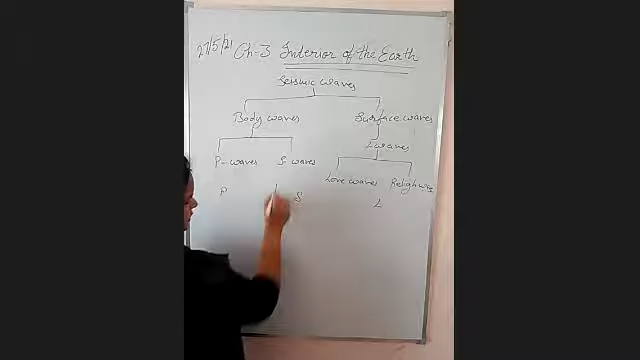 27/5/21 Ch-3 Interior of the Earth
Seismic waves
Body waves Surface waves
L waves
P-waves S-waves
Love waves Religh waves
P S L